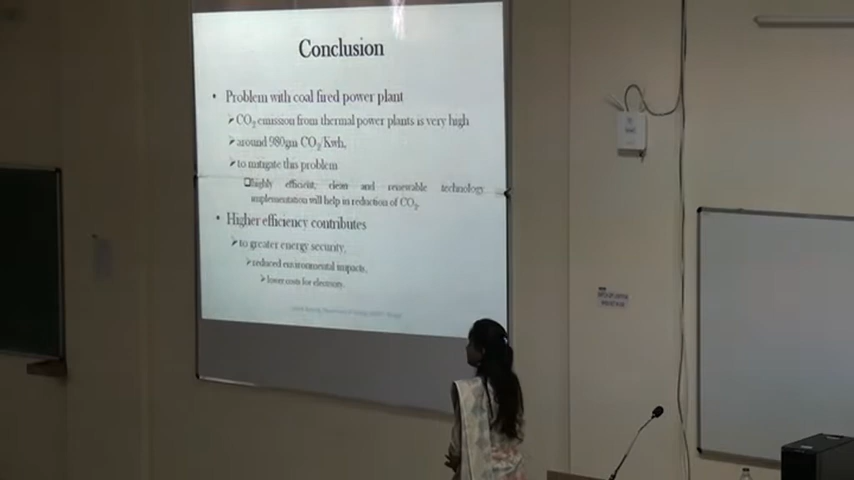 Conclusion
• Problem with coal fired power plant
➤CO₂ emission from thermal power plants is very high
➤around 980gm CO₂/Kwh,
➤to mitigate this problem
❑highly efficient, clean and renewable technology
implementation will help in reduction of CO₂.
• Higher efficiency contributes
➤to greater energy security,
➤reduced environmental impacts,
➤lower costs for electricity.